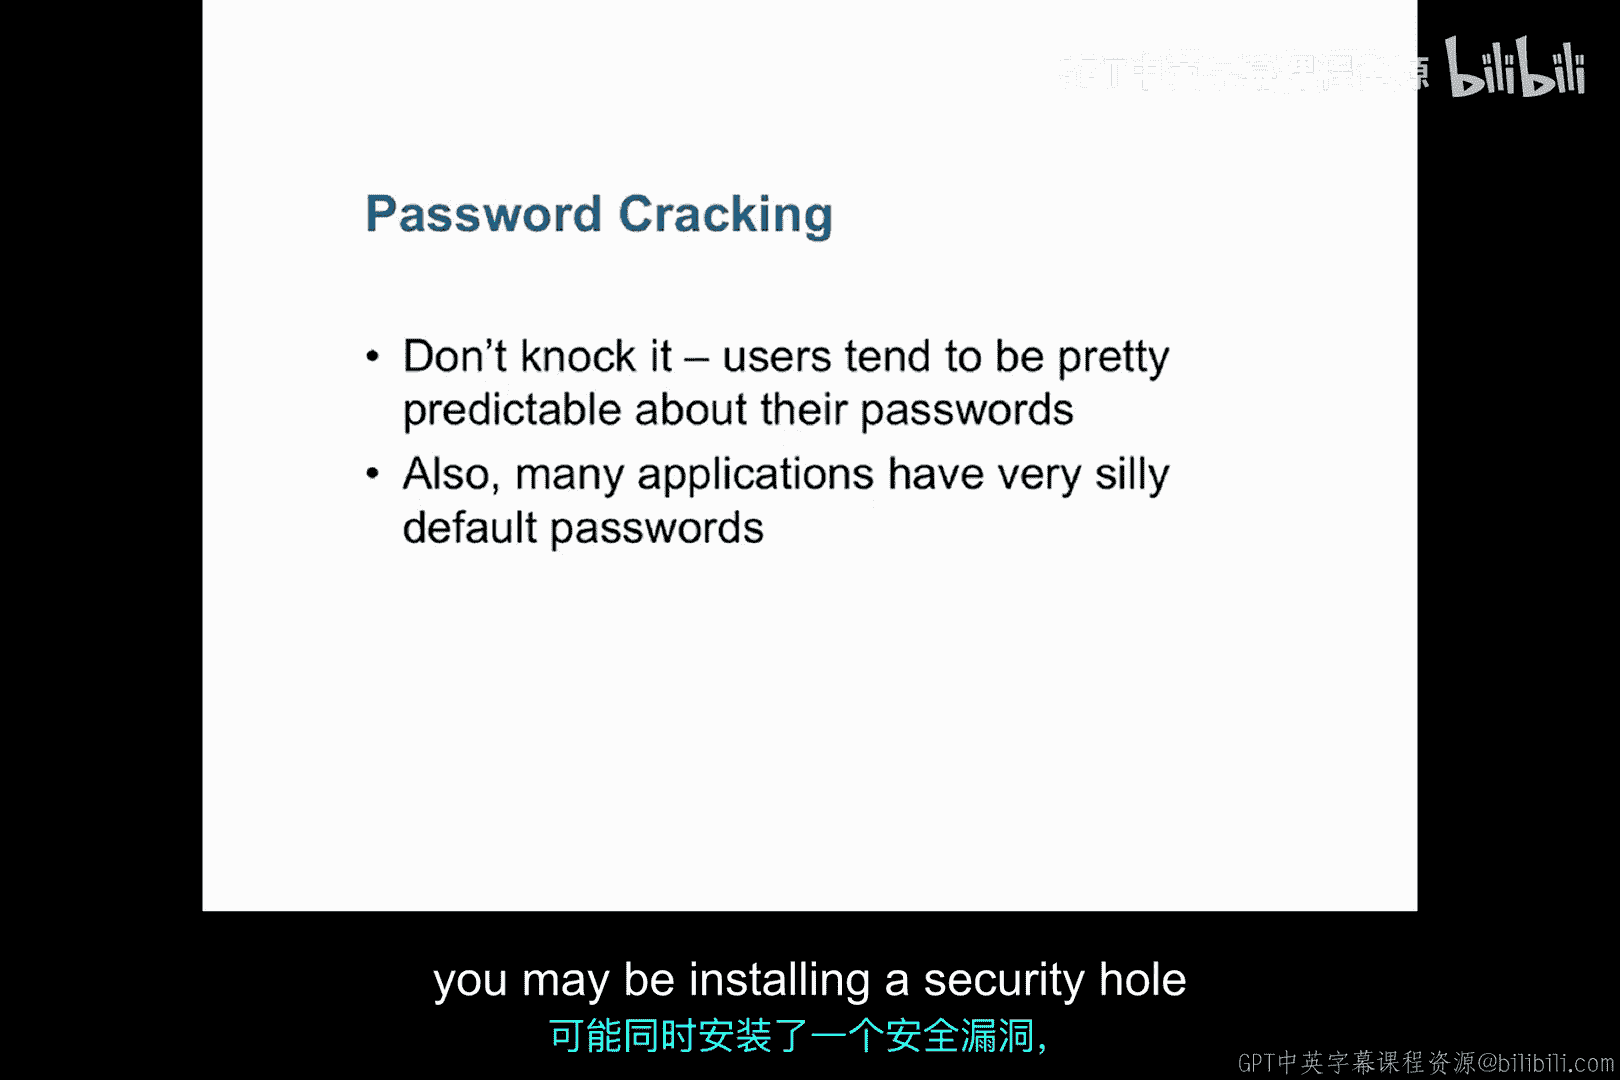 bilibili
Password Cracking
• Don’t knock it – users tend to be pretty
predictable about their passwords
• Also, many applications have very silly
default passwords
you may be installing a security hole
可能同时安装了一个安全漏洞，
GPT中英字幕课程资源@bilibili.com